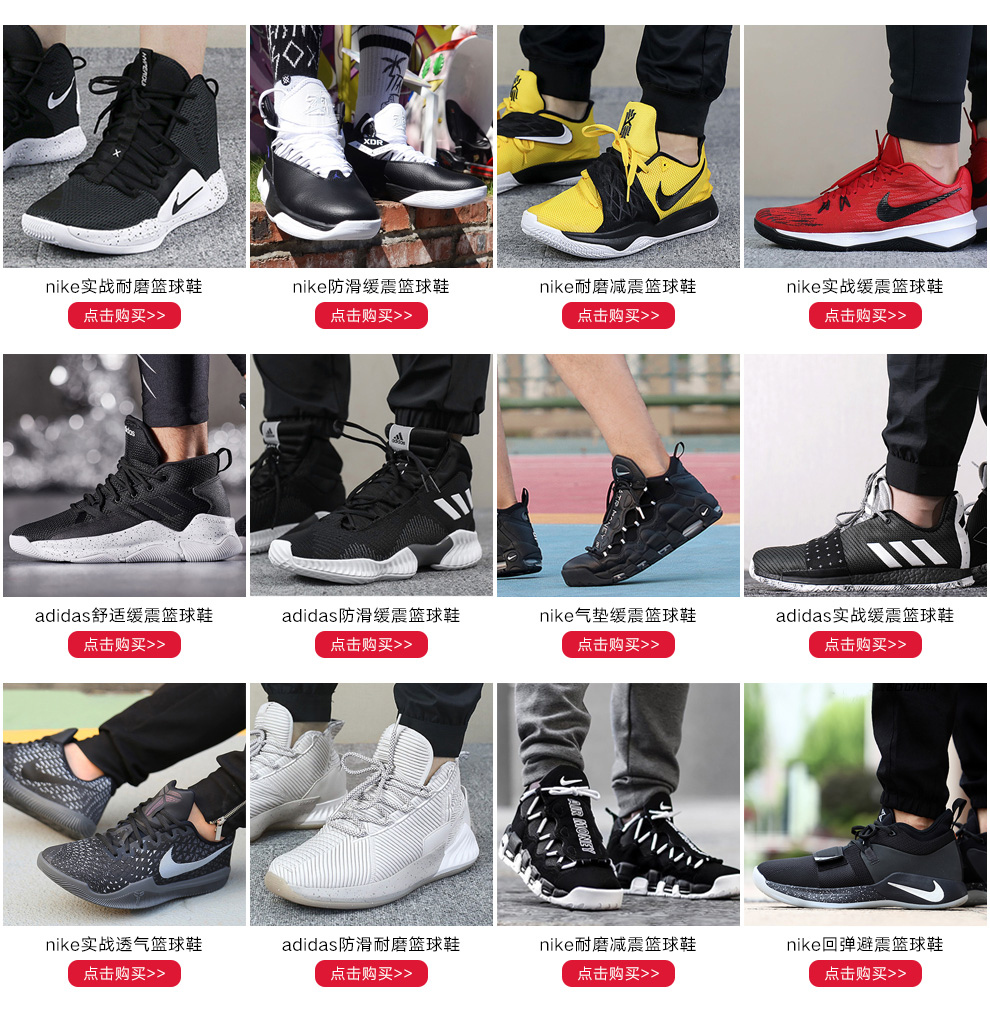 XDR
nike实战耐磨篮球鞋
nike防滑缓震篮球鞋
nike耐磨减震篮球鞋
nike实战缓震篮球鞋
点击购买>>
点击购买>>
点击购买>>
点击购买>>
adidas
adidas舒适缓震篮球鞋
adidas防滑缓震篮球鞋
nike气垫缓震篮球鞋
adidas实战缓震篮球鞋
点击购买>>
点击购买>>
点击购买>>
点击购买>>
AIR MONEY
nike实战透气篮球鞋
adidas防滑耐磨篮球鞋
nike耐磨减震篮球鞋
nike回弹避震篮球鞋
点击购买>>
点击购买>>
点击购买>>
点击购买>>